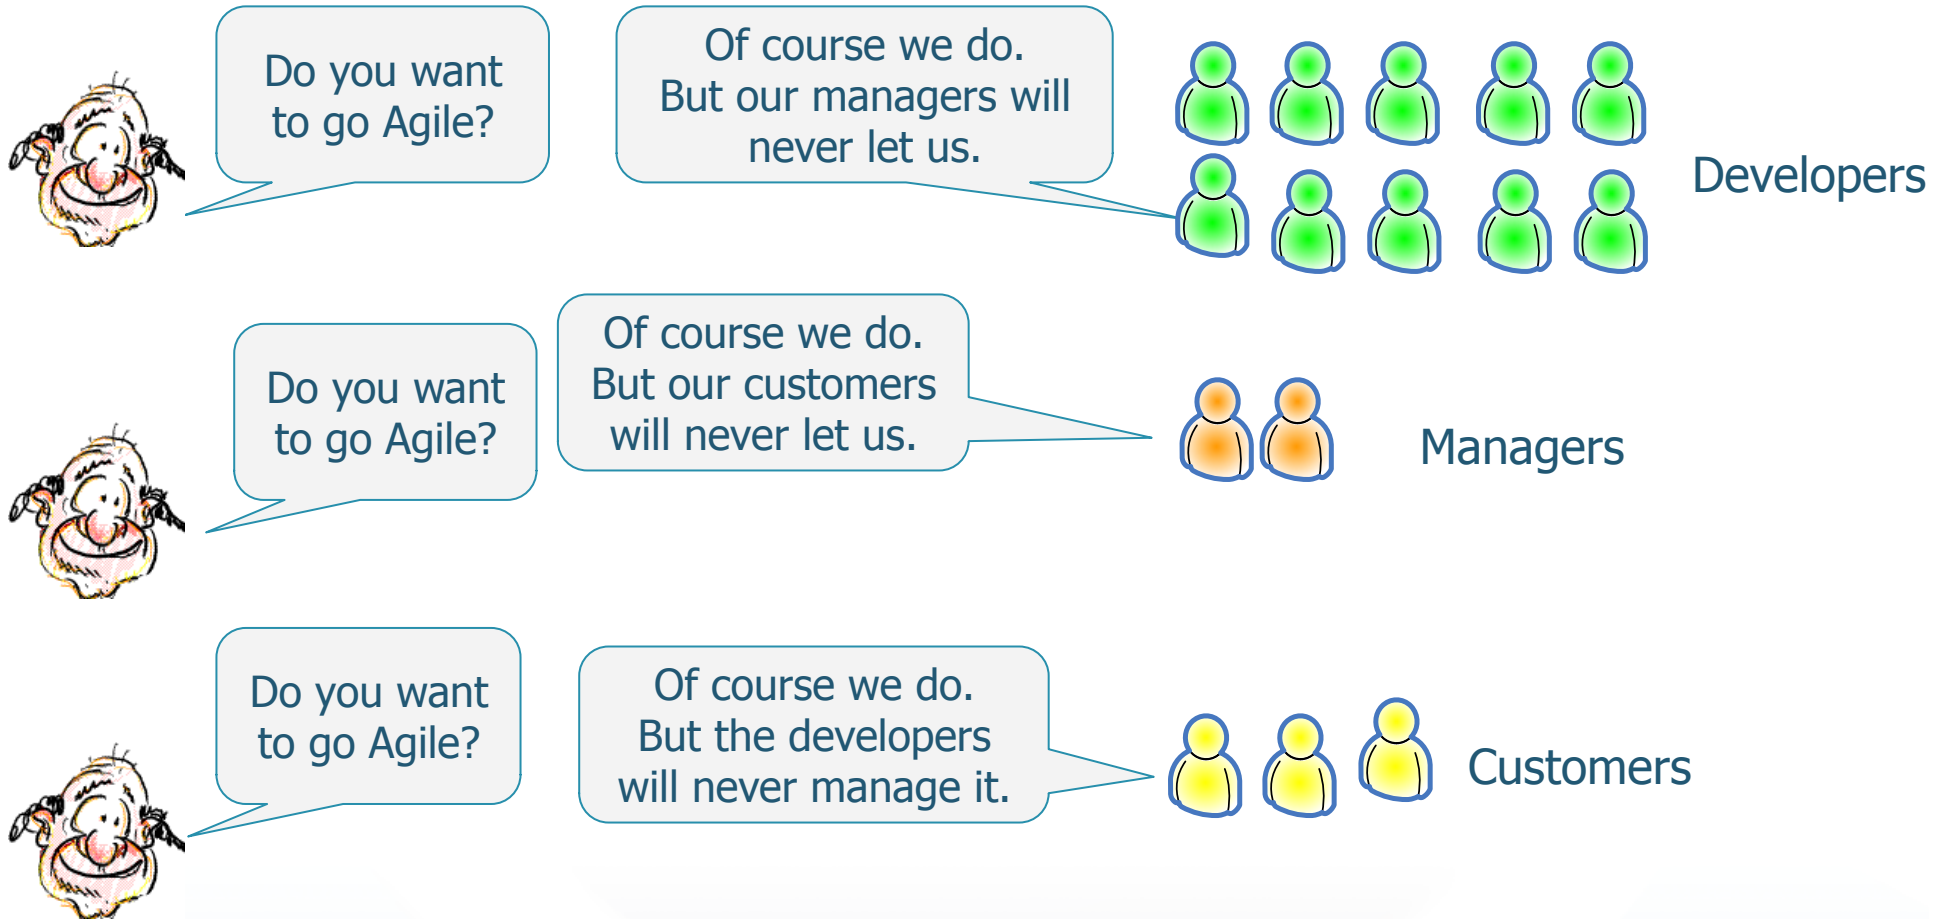 Do you want
to go Agile?
Of course we do.
But our managers will
never let us.
Developers
Do you want
to go Agile?
Of course we do.
But our customers
will never let us.
Managers
Do you want
to go Agile?
Of course we do.
But the developers
will never manage it.
Customers